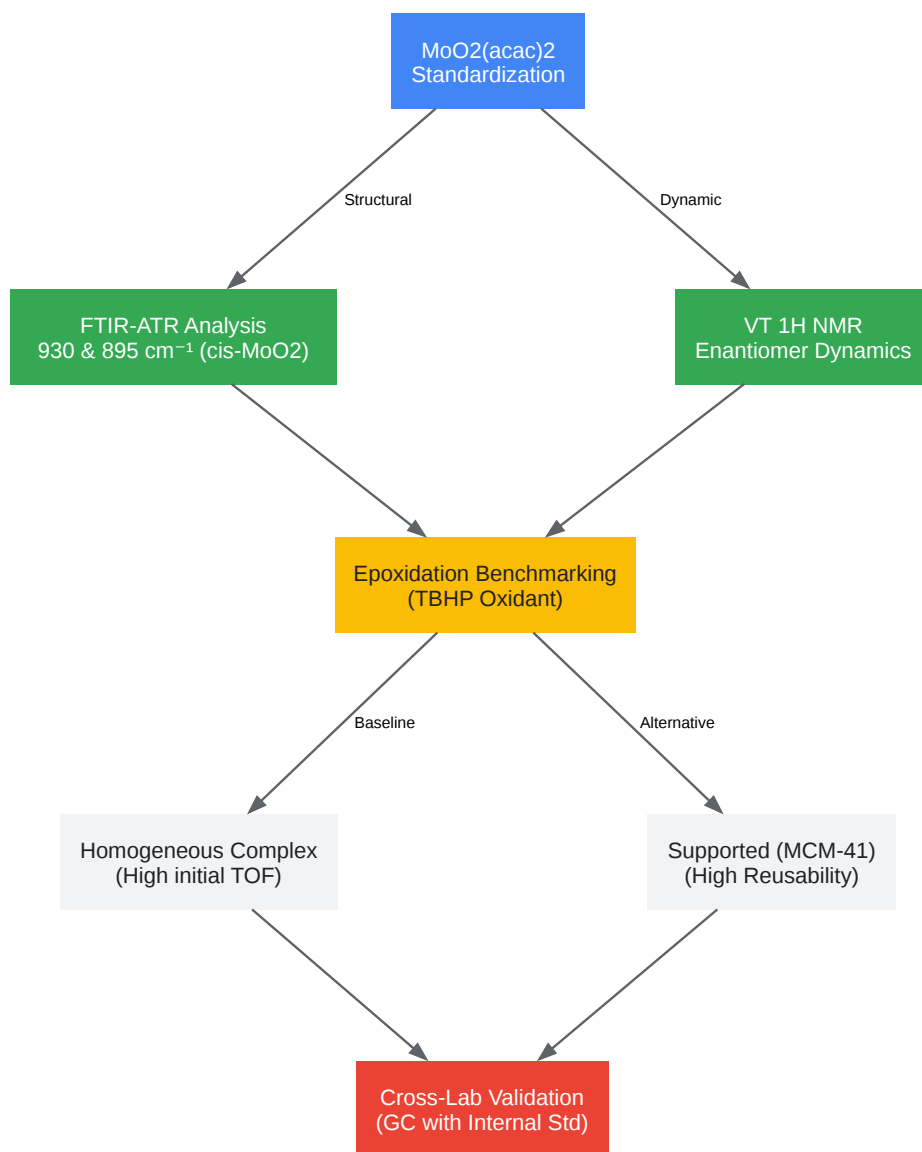 MoO2(acac)2
Standardization
Structural
Dynamic
FTIR-ATR Analysis
930 & 895 cm⁻¹ (cis-MoO2)
VT 1H NMR
Enantiomer Dynamics
Epoxidation Benchmarking
(TBHP Oxidant)
Baseline
Alternative
Homogeneous Complex
(High initial TOF)
Supported (MCM-41)
(High Reusability)
Cross-Lab Validation
(GC with Internal Std)